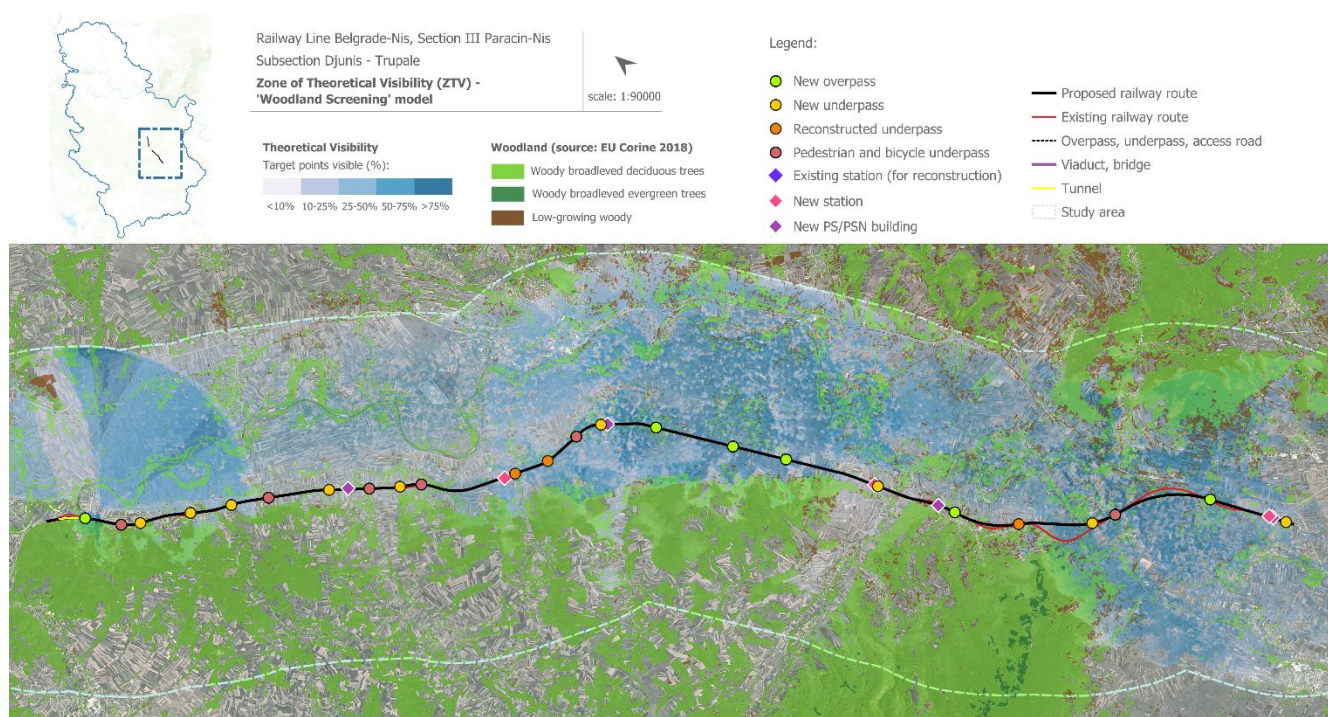 Railway Line Belgrade-Nis, Section III Paracin-Nis
Subsection Djunis - Trupale
Zone of Theoretical Visibility (ZTV) -
'Woodland Screening' model
scale: 1:90000
Theoretical Visibility
Target points visible (%):
<10% 10-25% 25-50% 50-75% >75%
Woodland (source: EU Corine 2018)
Woody broadleved deciduous trees
Woody broadleved evergreen trees
Low-growing woody
Legend:
New overpass
New underpass
Reconstructed underpass
Pedestrian and bicycle underpass
Existing station (for reconstruction)
New station
New PS/PSN building
Proposed railway route
Existing railway route
Overpass, underpass, access road
Viaduct, bridge
Tunnel
Study area